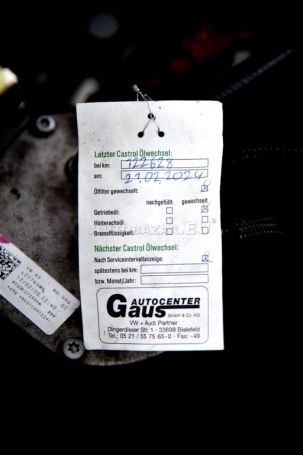 Letzter Castrol Ölwechsel:
bei km: 122628
am: 21.02.2024
Ölfilter gewechselt:
nachgefüllt gewechselt
Getriebeöl:
Hinterachsöl:
Bremsflüssigkeit:
Nächster Castrol Ölwechsel:
Nach Serviceintervallanzeige:
spätestens bei km:
bzw. Monat/Jahr:
AUTOCENTER
Gaus GmbH & Co. KG
VW + Audi Partner
Dingerdisser Str. 1 - 33699 Bielefeld
Tel.: 05 21 / 55 75 65-0 · Fax: -49